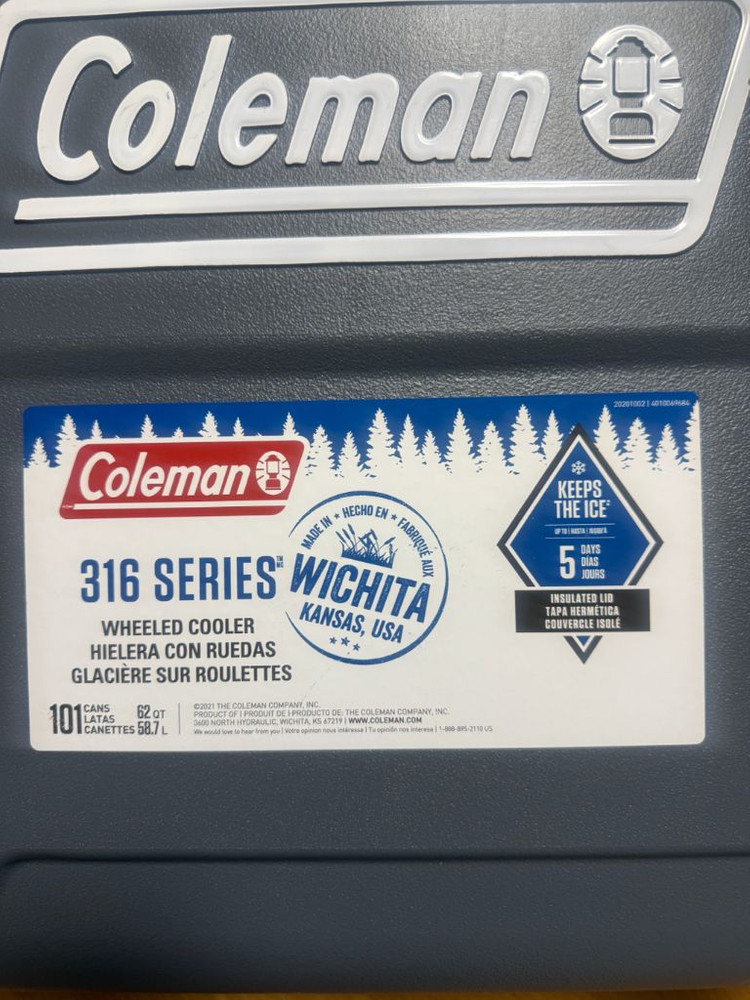 Coleman
20201002 | 4010069684
Coleman
316 SERIES™
WHEELED COOLER
HIELERA CON RUEDAS
GLACIÈRE SUR ROULETTES
MADE IN ★ HECHO EN ★ FABRIQUÉ AUX
WICHITA
KANSAS, USA
★ ★ ★
KEEPS
THE ICE²
UP TO | HASTA | JUSQU'À
5 DAYS
DÍAS
JOURS
INSULATED LID
TAPA HERMÉTICA
COUVERCLE ISOLÉ
101 CANS
LATAS
CANETTES
62 QT
58.7 L
©2021 THE COLEMAN COMPANY, INC.
PRODUCT OF | PRODUIT DE | PRODUCTO DE: THE COLEMAN COMPANY, INC.
3600 NORTH HYDRAULIC, WICHITA, KS 67219 | WWW.COLEMAN.COM
We would love to hear from you | Votre opinion nous intéresse | Tu opinión nos interesa | 1-888-895-2110 US